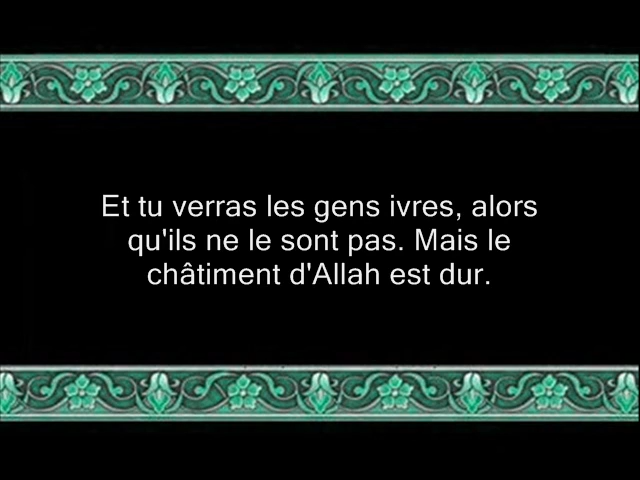 Et tu verras les gens ivres, alors
qu'ils ne le sont pas. Mais le
châtiment d'Allah est dur.